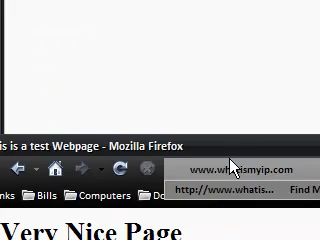 is is a test Webpage - Mozilla Firefox
www.whatismyip.com
nks Bills Computers Do http://www.whatis... Find M
Very Nice Page